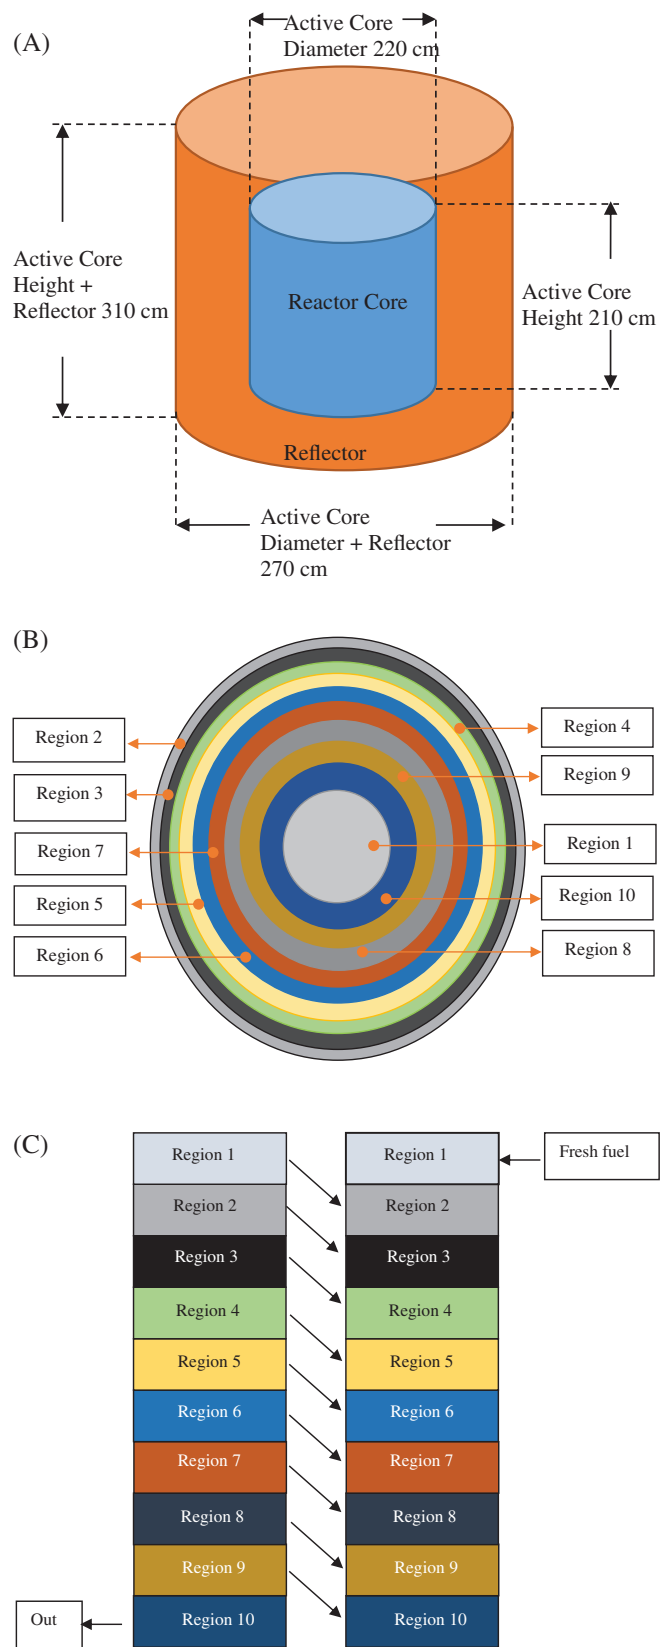 (A)
Active Core
Diameter 220 cm
Active Core
Height +
Reflector 310 cm
Reactor Core
Active Core
Height 210 cm
Reflector
Active Core
Diameter + Reflector
270 cm
(B)
Region 2
Region 4
Region 9
Region 3
Region 1
Region 7
Region 10
Region 5
Region 8
Region 6
(C)
Region 1
Region 1
Fresh fuel
Region 2
Region 2
Region 3
Region 3
Region 4
Region 4
Region 5
Region 5
Region 6
Region 6
Region 7
Region 7
Region 8
Region 8
Region 9
Region 9
Out
Region 10
Region 10